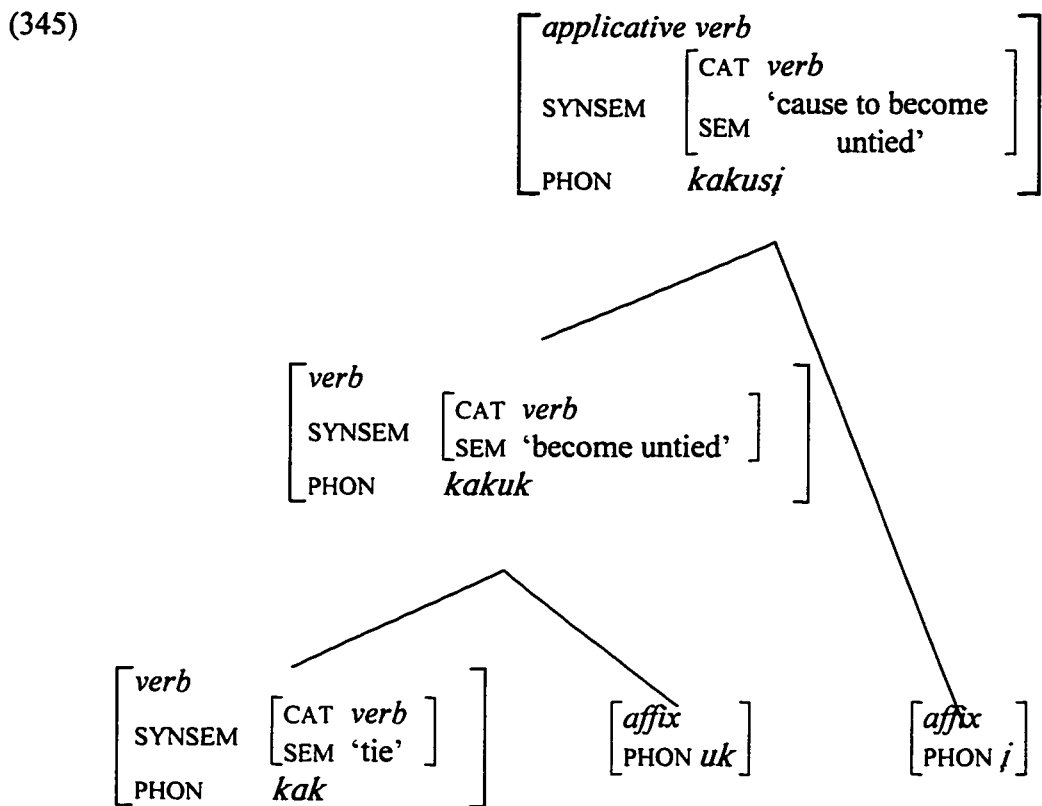 (345)
applicative verb
CAT verb
SYNSEM
SEM ‘cause to become
untied’
PHON kakusi̧
verb
CAT verb
SYNSEM
SEM ‘become untied’
PHON kakuk
verb
CAT verb
SYNSEM
SEM ‘tie’
PHON kak
affix
PHON uk
affix
PHON i̧